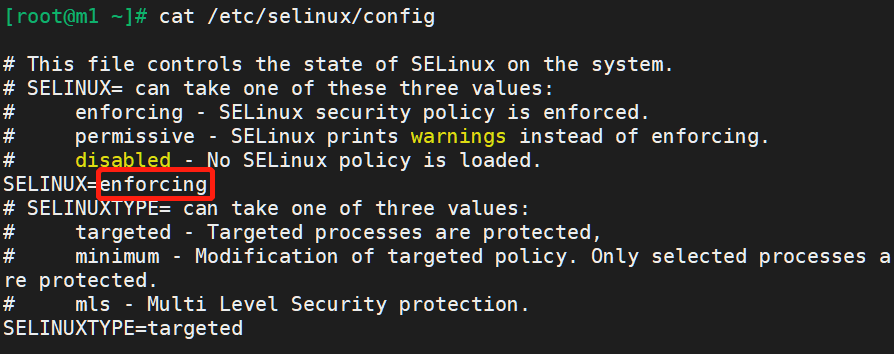 [root@m1 ~]# cat /etc/selinux/config
# This file controls the state of SELinux on the system.
# SELINUX= can take one of these three values:
#     enforcing - SELinux security policy is enforced.
#     permissive - SELinux prints warnings instead of enforcing.
#     disabled - No SELinux policy is loaded.
SELINUX=enforcing
# SELINUXTYPE= can take one of three values:
#     targeted - Targeted processes are protected,
#     minimum - Modification of targeted policy. Only selected processes a
re protected.
#     mls - Multi Level Security protection.
SELINUXTYPE=targeted